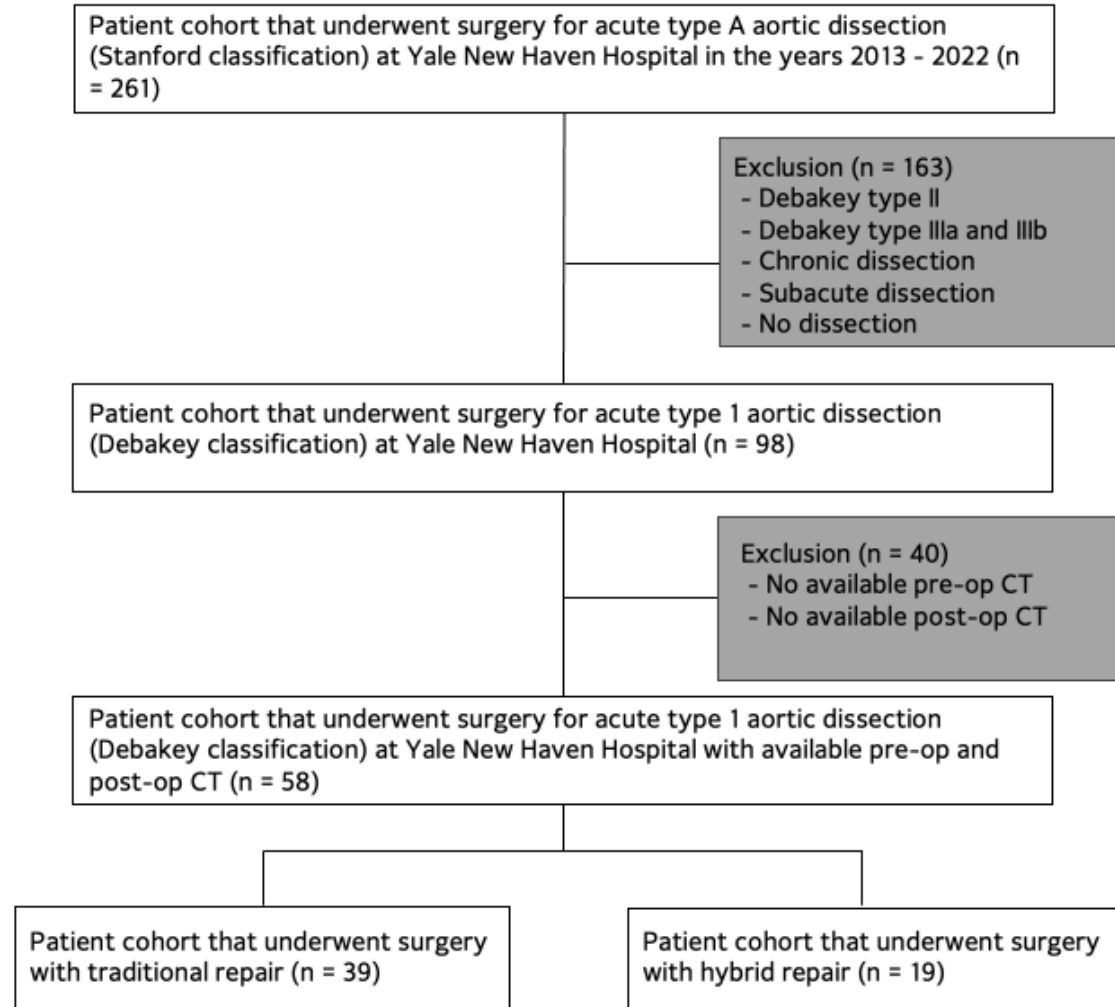 Patient cohort that underwent surgery for acute type A aortic dissection
(Stanford classification) at Yale New Haven Hospital in the years 2013 - 2022 (n
= 261)
Exclusion (n = 163)
- Debakey type II
- Debakey type IIIa and IIIb
- Chronic dissection
- Subacute dissection
- No dissection
Patient cohort that underwent surgery for acute type 1 aortic dissection
(Debakey classification) at Yale New Haven Hospital (n = 98)
Exclusion (n = 40)
- No available pre-op CT
- No available post-op CT
Patient cohort that underwent surgery for acute type 1 aortic dissection
(Debakey classification) at Yale New Haven Hospital with available pre-op and
post-op CT (n = 58)
Patient cohort that underwent surgery
with traditional repair (n = 39)
Patient cohort that underwent surgery
with hybrid repair (n = 19)